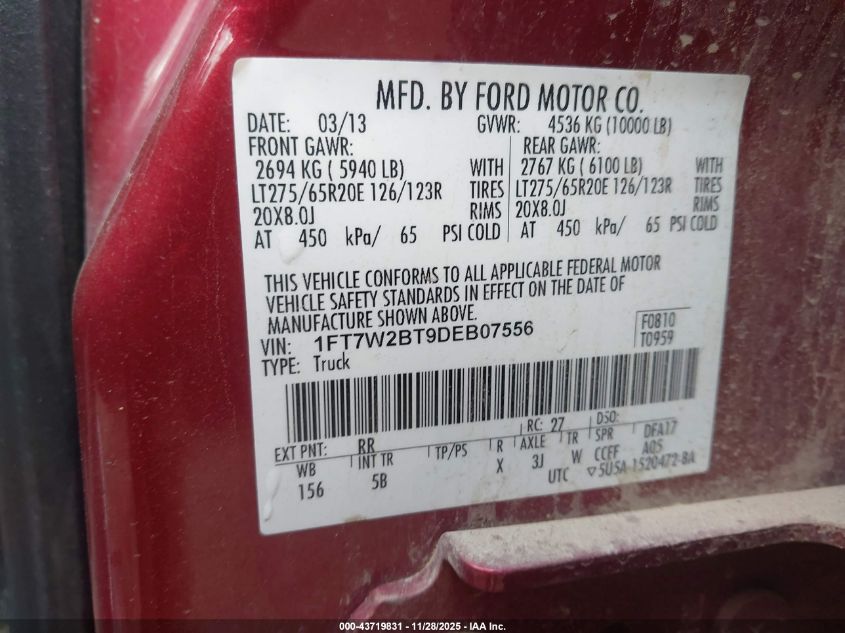 MFD. BY FORD MOTOR CO.
DATE: 03/13 GVWR: 4536 KG (10000 LB)
FRONT GAWR: REAR GAWR:
2694 KG ( 5940 LB) WITH 2767 KG ( 6100 LB) WITH
LT275/65R20E 126/123R TIRES LT275/65R20E 126/123R TIRES
20X8.0J RIMS 20X8.0J RIMS
AT 450 kPa/ 65 PSI COLD AT 450 kPa/ 65 PSI COLD
THIS VEHICLE CONFORMS TO ALL APPLICABLE FEDERAL MOTOR
VEHICLE SAFETY STANDARDS IN EFFECT ON THE DATE OF
MANUFACTURE SHOWN ABOVE.
VIN: 1FT7W2BT9DEB07556 F0810
TYPE: Truck T0959
EXT PNT: RR RC: 27 DSO:
WB INT TR TP/PS R AXLE TR SPR DFA17
156 5B X 3J W CCFF AQS
UTC ▽5U5A-1520472-BA
000-43719831 - 11/28/2025 - IAA Inc.